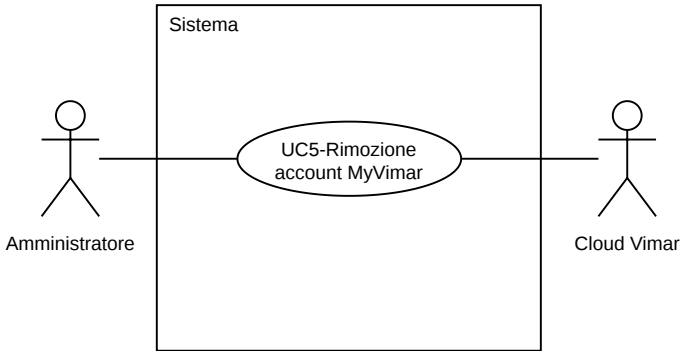 Sistema
UC5-Rimozione
account MyVimar
Amministratore
Cloud Vimar